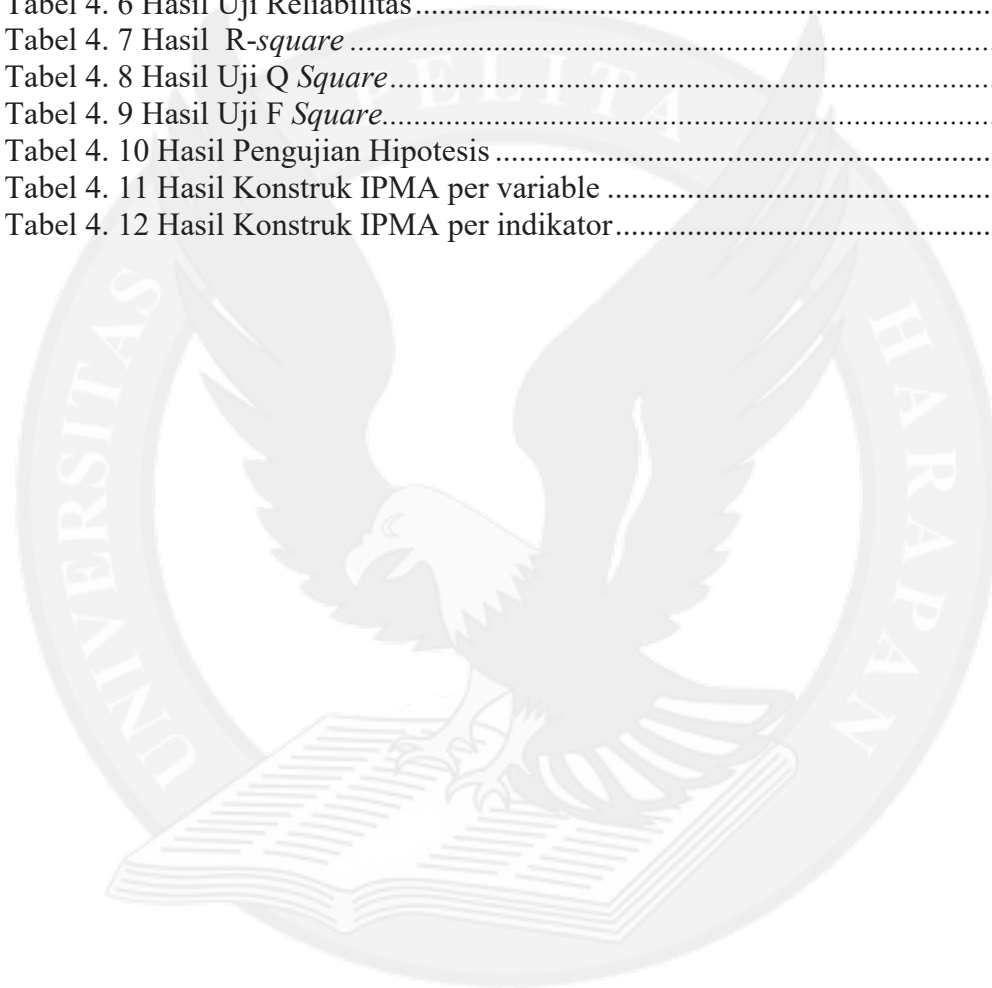 Tabel 4. 6 Hasil Uji Reliabilitas....................................................................
Tabel 4. 7 Hasil  R-square ............................................................................
Tabel 4. 8 Hasil Uji Q Square.......................................................................
Tabel 4. 9 Hasil Uji F Square........................................................................
Tabel 4. 10 Hasil Pengujian Hipotesis ..........................................................
Tabel 4. 11 Hasil Konstruk IPMA per variable ............................................
Tabel 4. 12 Hasil Konstruk IPMA per indikator...........................................
UNIVERSITAS PELITA HARAPAN